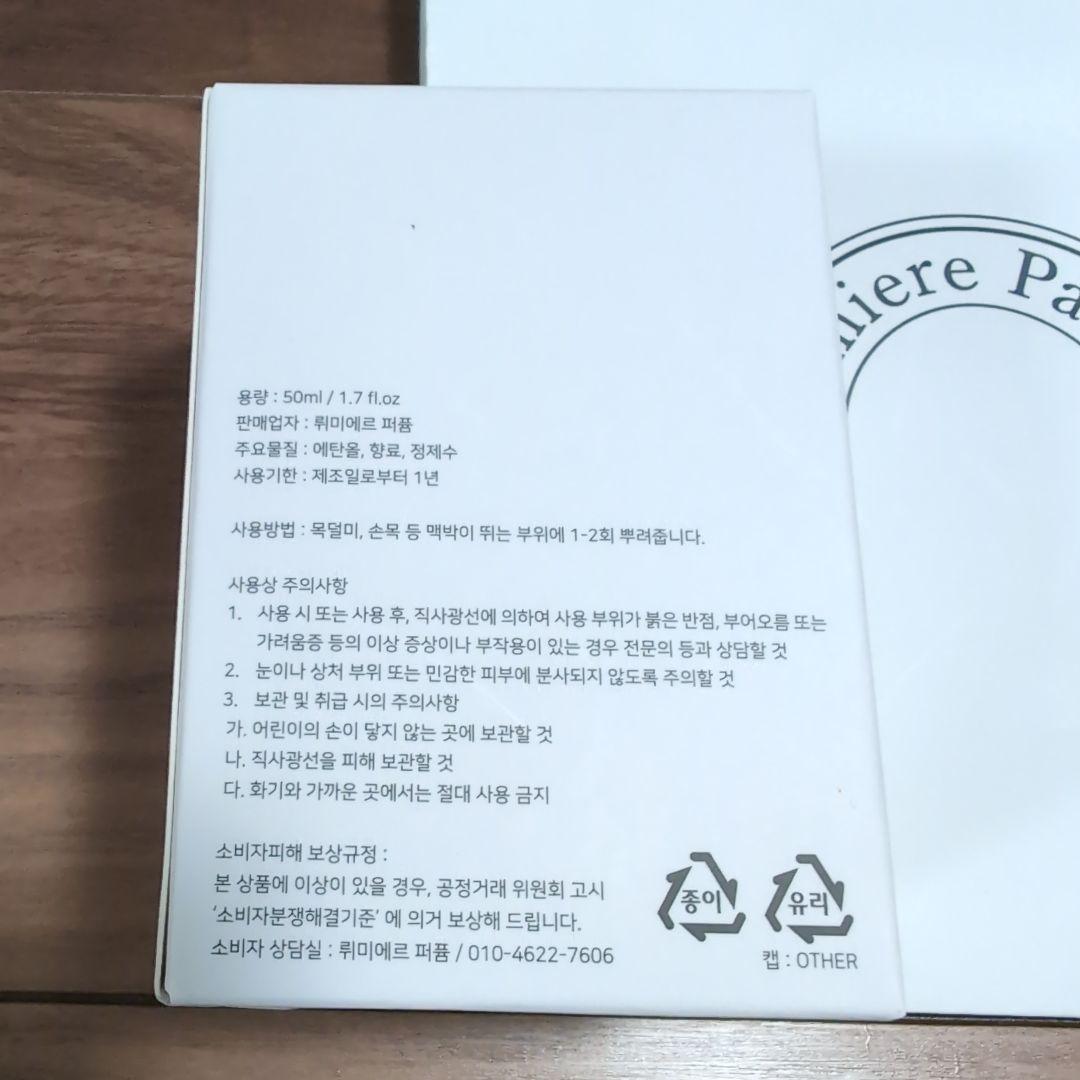 용량 : 50ml / 1.7 fl.oz
판매업자 : 뤼미에르 퍼퓸
주요물질 : 에탄올, 향료, 정제수
사용기한 : 제조일로부터 1년
사용방법 : 목덜미, 손목 등 맥박이 뛰는 부위에 1-2회 뿌려줍니다.
사용상 주의사항
1. 사용 시 또는 사용 후, 직사광선에 의하여 사용 부위가 붉은 반점, 부어오름 또는
가려움증 등의 이상 증상이나 부작용이 있는 경우 전문의 등과 상담할 것
2. 눈이나 상처 부위 또는 민감한 피부에 분사되지 않도록 주의할 것
3. 보관 및 취급 시의 주의사항
가. 어린이의 손이 닿지 않는 곳에 보관할 것
나. 직사광선을 피해 보관할 것
다. 화기와 가까운 곳에서는 절대 사용 금지
소비자피해 보상규정 :
본 상품에 이상이 있을 경우, 공정거래 위원회 고시
‘소비자분쟁해결기준’ 에 의거 보상해 드립니다.
소비자 상담실 : 뤼미에르 퍼퓸 / 010-4622-7606
종이
유리
캡 : OTHER